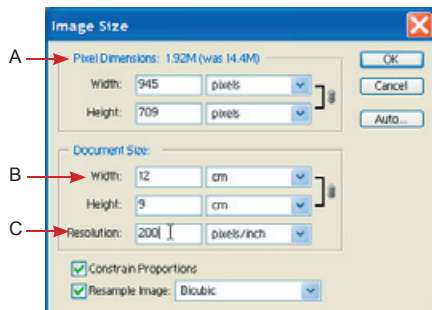 Image Size
A
Pixel Dimensions: 1.92M (was 14.4M)
OK
Width: 945 pixels
Cancel
Height: 709 pixels
Auto...
Document Size:
B
Width: 12 cm
Height: 9 cm
C
Resolution: 200 pixels/inch
Constrain Proportions
Resample Image: Bicubic